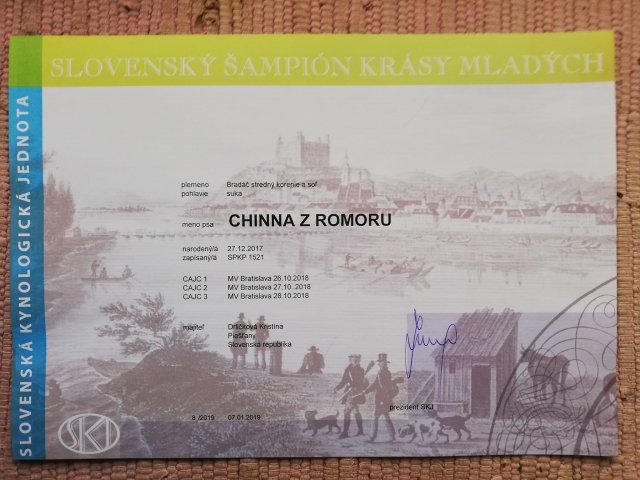 SLOVENSKÝ ŠAMPIÓN KRÁSY MLADÝCH
SLOVENSKÁ KYNOLOGICKÁ JEDNOTA
plemeno Bradáč stredný korenie a soľ
pohlavie suka
meno psa CHINNA Z ROMORU
narodený/á 27.12.2017
zapísaný/á SPKP 1521
CAJC 1 MV Bratislava 26.10.2018
CAJC 2 MV Bratislava 27.10..2018
CAJC 3 MV Bratislava 28.10.2018
majiteľ Drličková Kristína
Piešťany
Slovenska republika
prezident SKJ
8 /2019 07.01.2019
SKJ